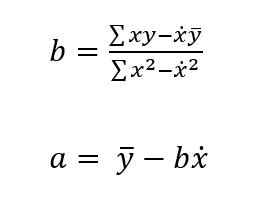 b = ∑xy−ẋȳ / ∑x²−ẋ²
a = ȳ − bẋ